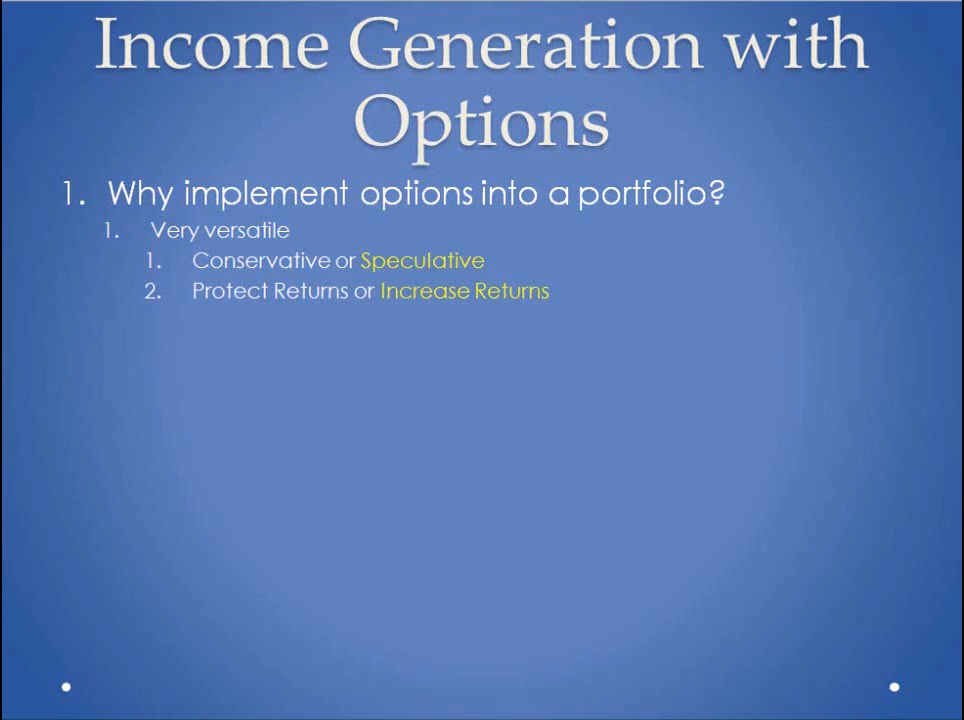 Income Generation with
Options
1. Why implement options into a portfolio?
1. Very versatile
1. Conservative or Speculative
2. Protect Returns or Increase Returns